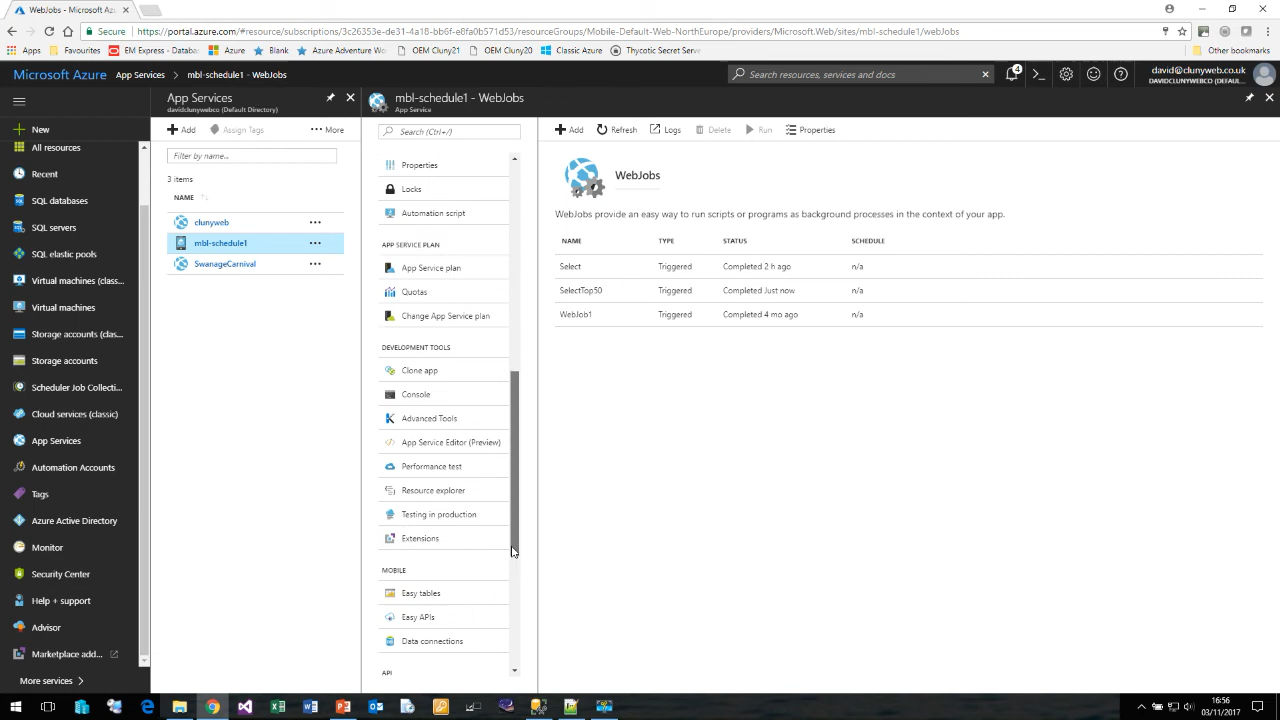 WebJobs - Microsoft Azu
Secure
https://portal.azure.com/#resource/subscriptions/3c26353e-de31-4a18-bb6f-e8fa0b571d53/resourceGroups/Mobile-Default-Web-NorthEurope/providers/Microsoft.Web/sites/mbl-schedule1/webJobs
Apps Favourites EM Express - Databas Azure Blank Azure Adventure Wo OEM Cluny21 OEM Cluny20 Classic Azure Thycotic Secret Serve Other bookmarks
Microsoft Azure App Services > mbl-schedule1 - WebJobs
Search resources, services and docs
4
david@clunyweb.co.uk
DAVIDCLUNYWEBCO (DEFAUL...
New
All resources
Recent
SQL databases
SQL servers
SQL elastic pools
Virtual machines (class...
Virtual machines
Storage accounts (clas...
Storage accounts
Scheduler Job Collecti...
Cloud services (classic)
App Services
Automation Accounts
Tags
Azure Active Directory
Monitor
Security Center
Help + support
Advisor
Marketplace add...
More services >
App Services
davidclunywebco (Default Directory)
Add Assign Tags ••• More
Filter by name...
3 items
NAME
clunyweb •••
mbl-schedule1 •••
SwanageCarnival •••
mbl-schedule1 - WebJobs
App Service
Search (Ctrl+/)
Properties
Locks
Automation script
APP SERVICE PLAN
App Service plan
Quotas
Change App Service plan
DEVELOPMENT TOOLS
Clone app
Console
Advanced Tools
App Service Editor (Preview)
Performance test
Resource explorer
Testing in production
Extensions
MOBILE
Easy tables
Easy APIs
Data connections
API
Add Refresh Logs Delete Run Properties
WebJobs
WebJobs provide an easy way to run scripts or programs as background processes in the context of your app.
NAME TYPE STATUS SCHEDULE
Select Triggered Completed 2 h ago n/a
SelectTop50 Triggered Completed Just now n/a
WebJob1 Triggered Completed 4 mo ago n/a
16:56
03/11/2017